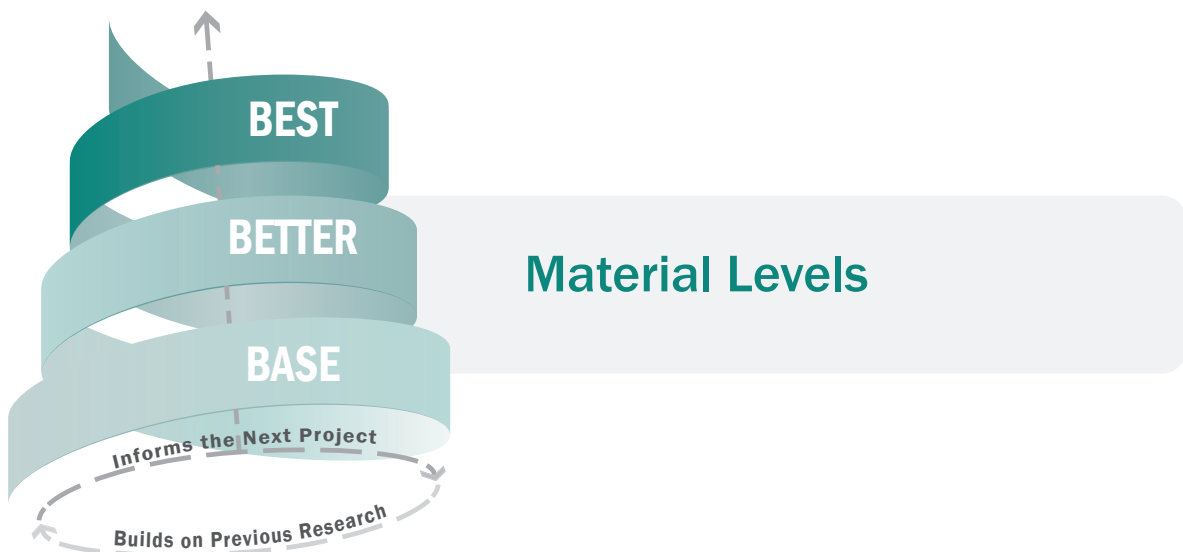 BEST
BETTER
Material Levels
BASE
Informs the Next Project
Builds on Previous Research